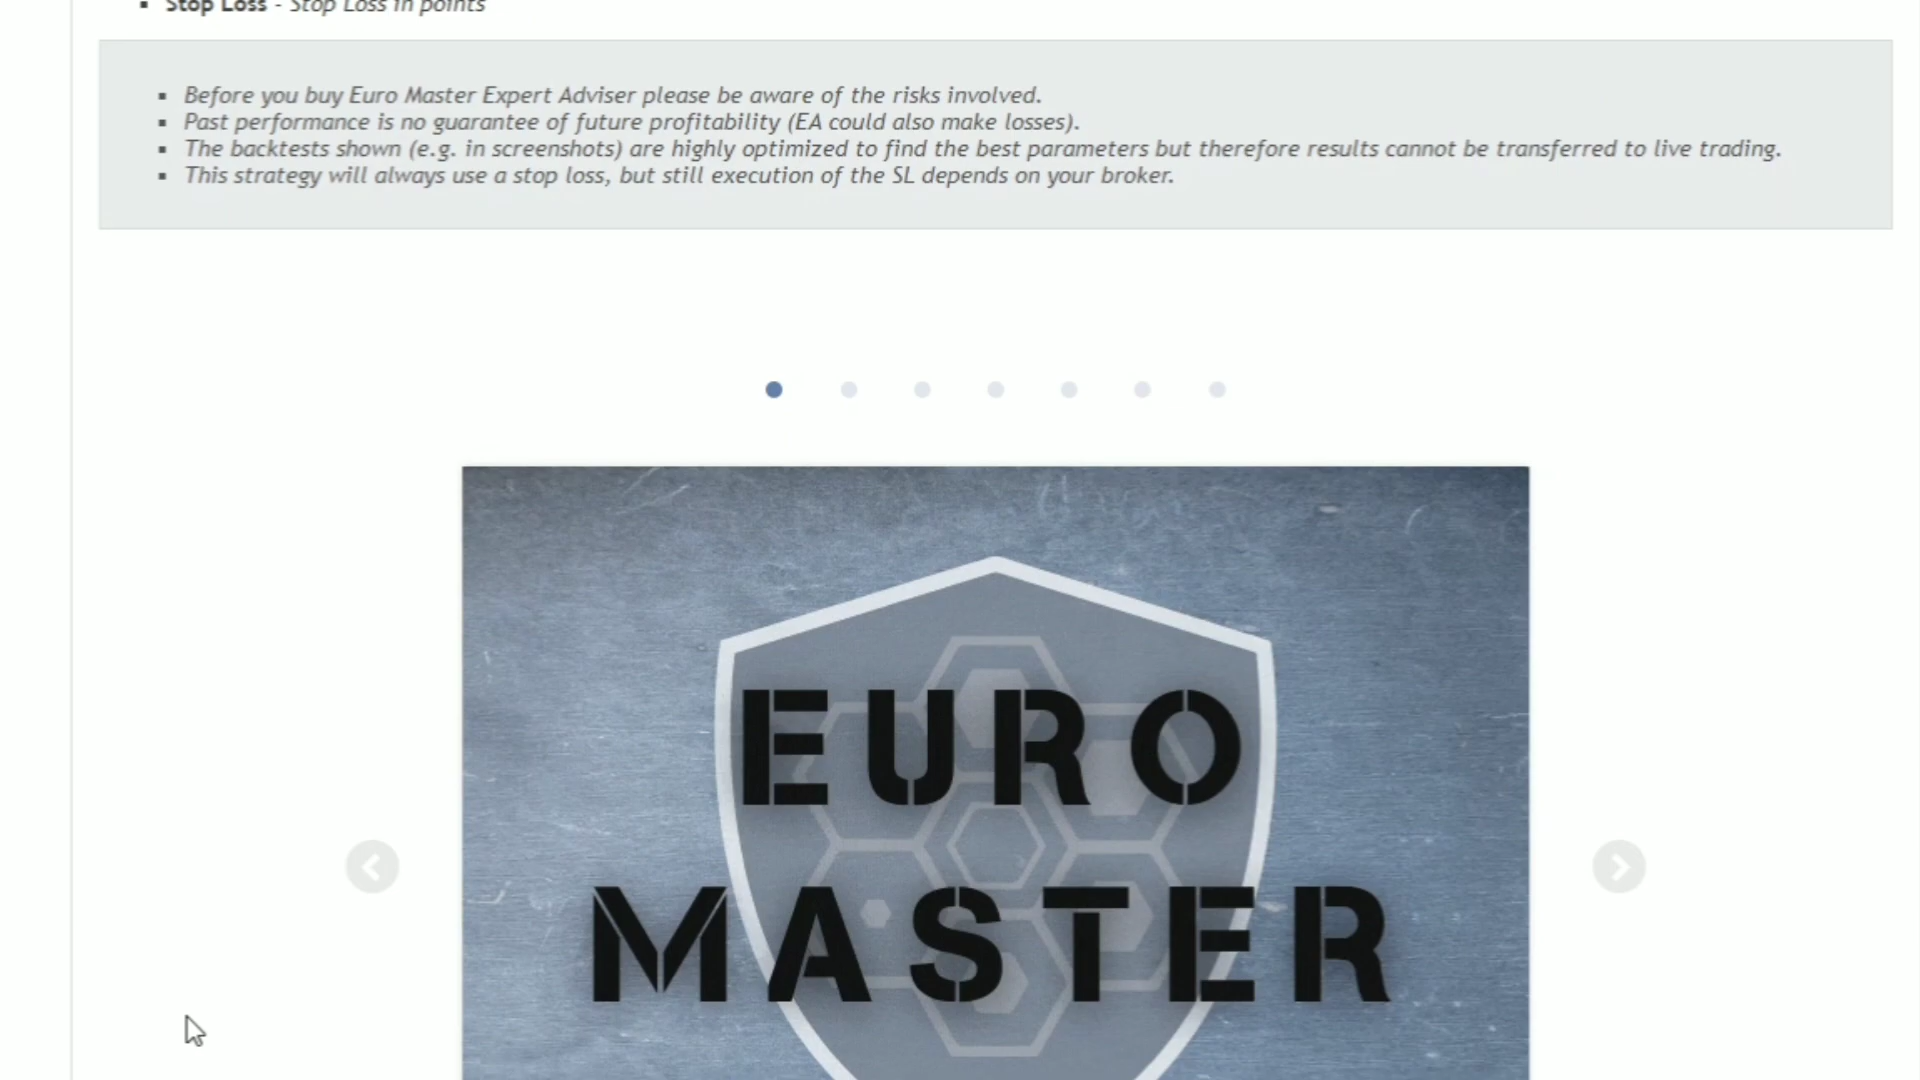 Stop Loss - Stop Loss in points
Before you buy Euro Master Expert Adviser please be aware of the risks involved.
Past performance is no guarantee of future profitability (EA could also make losses).
The backtests shown (e.g. in screenshots) are highly optimized to find the best parameters but therefore results cannot be transferred to live trading.
This strategy will always use a stop loss, but still execution of the SL depends on your broker.
EURO
MASTER